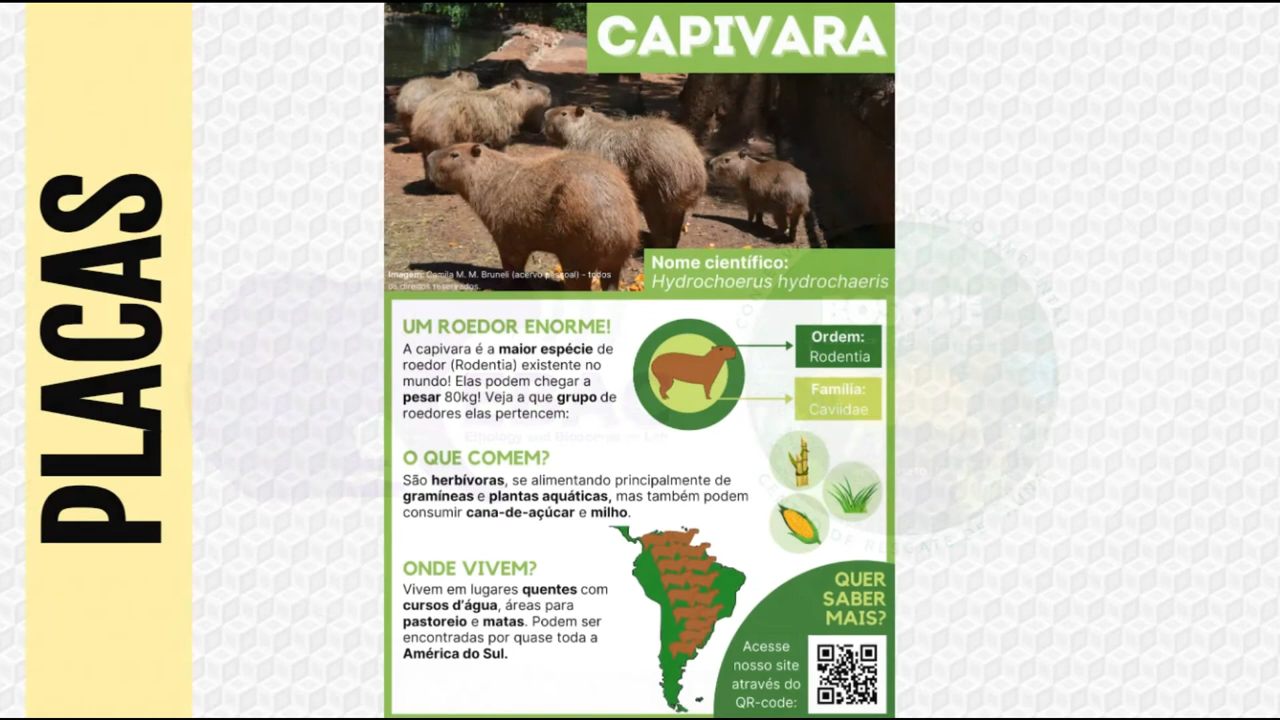 PLACAS
CAPIVARA
Imagem: Camila M. M. Bruneli (acervo pessoal) - todos
os direitos reservados.
Nome científico:
Hydrochoerus hydrochaeris
UM ROEDOR ENORME!
A capivara é a maior espécie de
roedor (Rodentia) existente no
mundo! Elas podem chegar a
pesar 80kg! Veja a que grupo de
roedores elas pertencem:
Ordem:
Rodentia
Família:
Caviidae
O QUE COMEM?
São herbívoras, se alimentando principalmente de
gramíneas e plantas aquáticas, mas também podem
consumir cana-de-açúcar e milho.
ONDE VIVEM?
Vivem em lugares quentes com
cursos d'água, áreas para
pastoreio e matas. Podem ser
encontradas por quase toda a
América do Sul.
QUER
SABER
MAIS?
Acesse
nosso site
através do
QR-code: